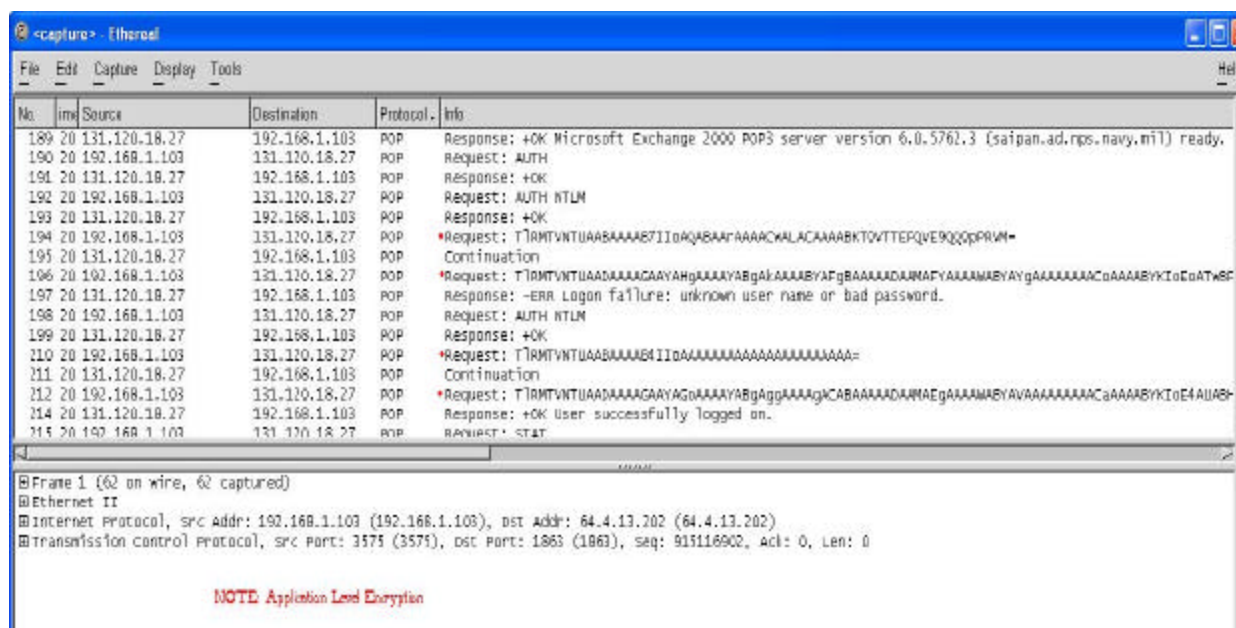 <capture> - Ethereal
File Edit Capture Display Tools Hel
No. Source Destination Protocol Info
189 20 131.120.18.27 192.168.1.103 POP Response: +OK Microsoft Exchange 2000 POP3 server version 6.0.5762.3 (saipan.ad.nps.navy.mil) ready.
190 20 192.168.1.103 131.120.18.27 POP Request: AUTH
191 20 131.120.18.27 192.168.1.103 POP Response: +OK
192 20 192.168.1.103 131.120.18.27 POP Request: AUTH NTLM
193 20 131.120.18.27 192.168.1.103 POP Response: +OK
194 20 192.168.1.103 131.120.18.27 POP *Request:
195 20 131.120.18.27 192.168.1.103 POP Continuation
196 20 192.168.1.103 131.120.18.27 POP *Request:
197 20 131.120.18.27 192.168.1.103 POP Response: -ERR Logon failure: unknown user name or bad password.
198 20 192.168.1.103 131.120.18.27 POP Request: AUTH NTLM
199 20 131.120.18.27 192.168.1.103 POP Response: +OK
210 20 192.168.1.103 131.120.18.27 POP *Request:
211 20 131.120.18.27 192.168.1.103 POP Continuation
212 20 192.168.1.103 131.120.18.27 POP *Request:
214 20 131.120.18.27 192.168.1.103 POP Response: +OK User successfully logged on.
215 20 192.168.1.103 131.120.18.27 POP Request: STAT
Frame 1 (62 on wire, 62 captured)
Ethernet II
Internet Protocol, Src Addr: 192.168.1.103 (192.168.1.103), Dst Addr: 64.4.13.202 (64.4.13.202)
Transmission Control Protocol, Src Port: 3575 (3575), Dst Port: 1863 (1863), Seq: 915116902, Ack: 0, Len: 0
NOTE: Application Level Encryption